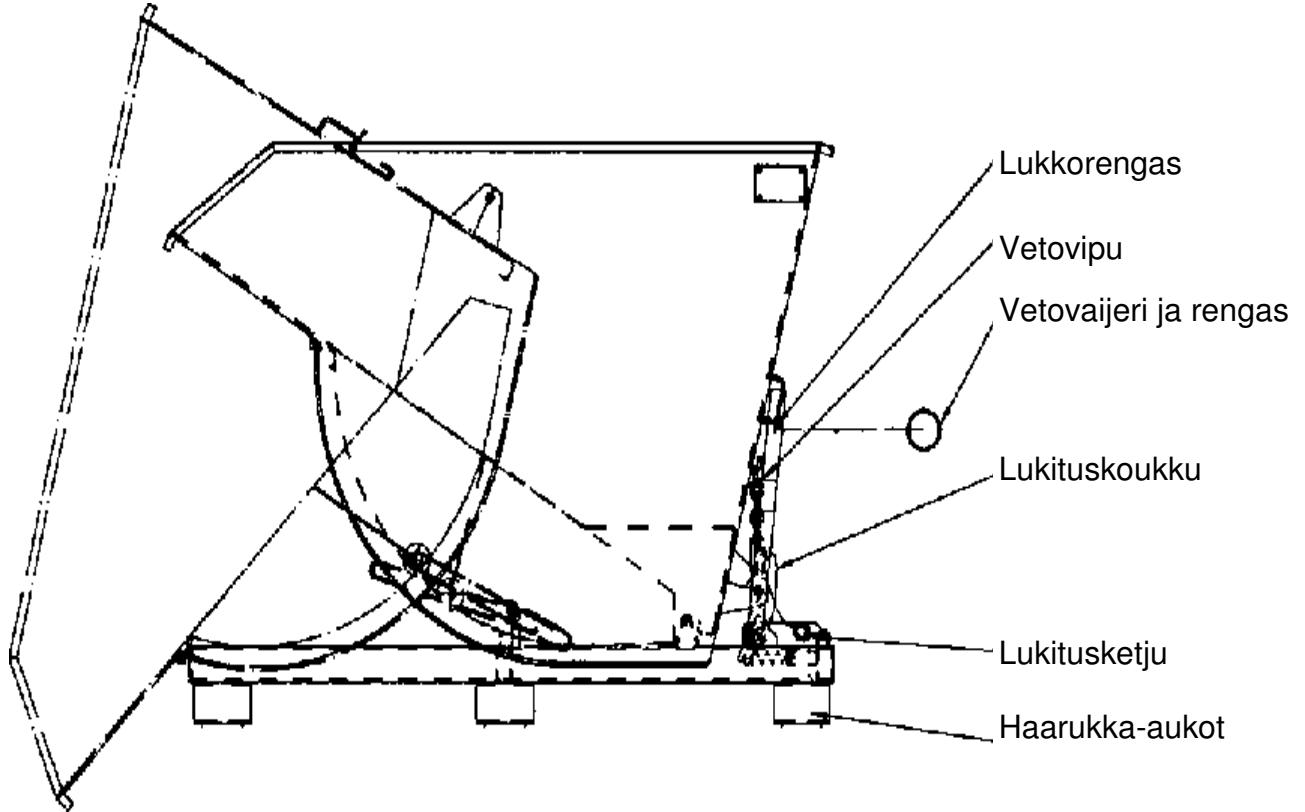 Lukkorengas
Vetovipu
Vetovaijeri ja rengas
Lukituskoukku
Lukitusketju
Haarukka-aukot